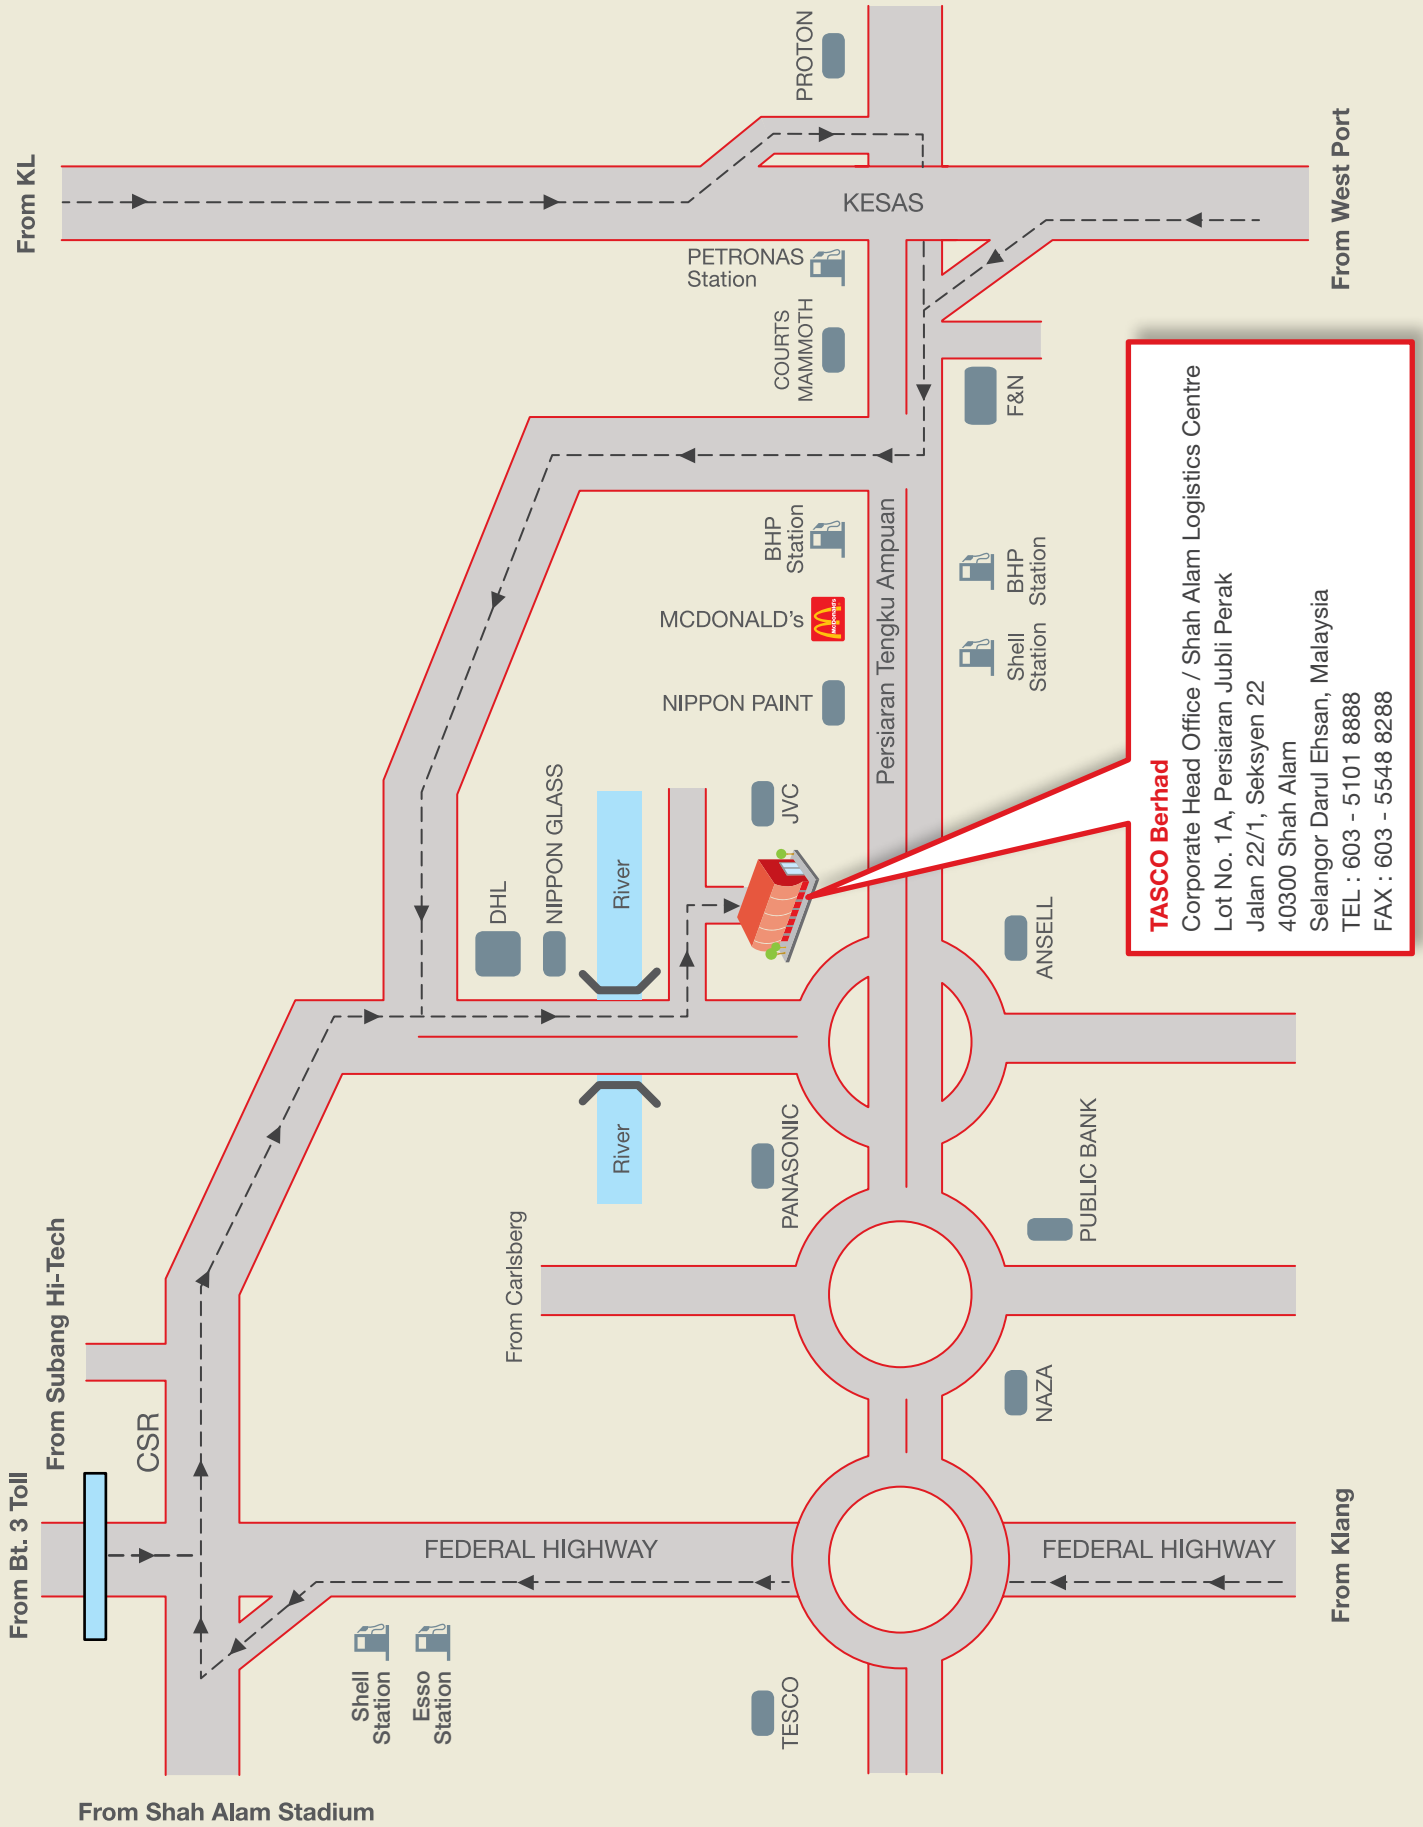 From Shah Alam Stadium
From Bt. 3 Toll
From Subang Hi-Tech
CSR
Shell
Station
Esso
Station
FEDERAL HIGHWAY
TESCO
FEDERAL HIGHWAY
From Klang
From Carlsberg
NAZA
PUBLIC BANK
PANASONIC
River
River
DHL
NIPPON GLASS
ANSELL
JVC
NIPPON PAINT
MCDONALD's
McDonald's
BHP
Station
Persiaran Tengku Ampuan
Shell
Station
BHP
Station
F&N
COURTS
MAMMOTH
PETRONAS
Station
KESAS
PROTON
From KL
From West Port
TASCO Berhad
Corporate Head Office / Shah Alam Logistics Centre
Lot No. 1A, Persiaran Jubli Perak
Jalan 22/1, Seksyen 22
40300 Shah Alam
Selangor Darul Ehsan, Malaysia
TEL : 603 - 5101 8888
FAX : 603 - 5548 8288